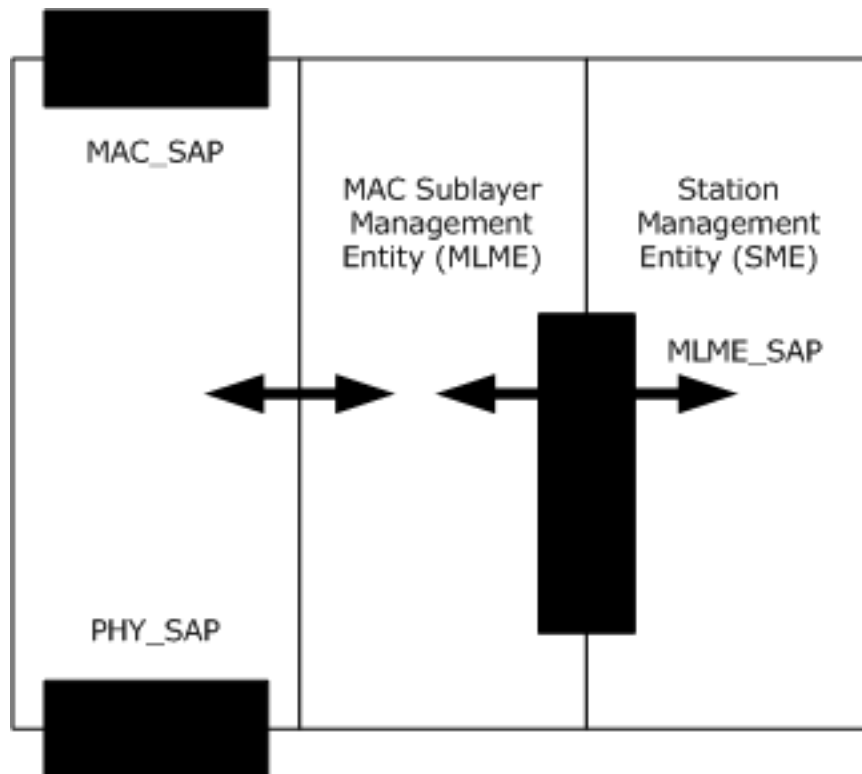 MAC_SAP
MAC Sublayer
Management
Entity (MLME)
Station
Management
Entity (SME)
MLME_SAP
PHY_SAP